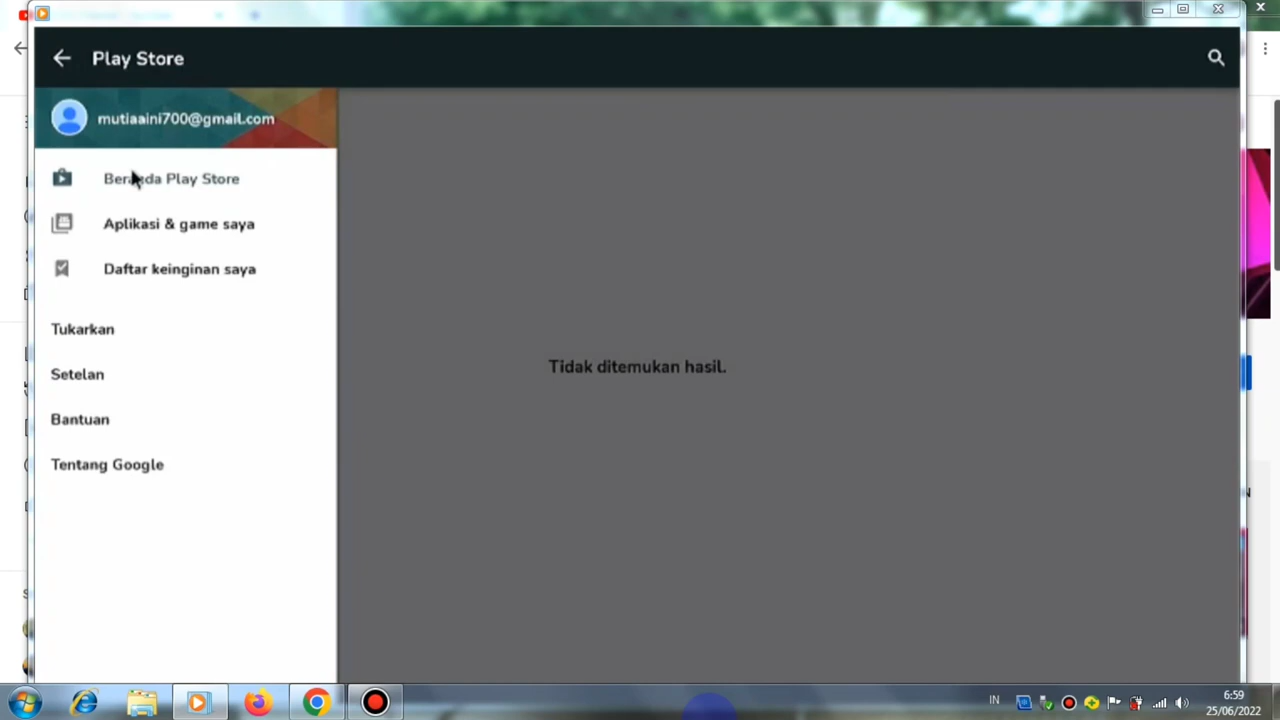 Play Store
mutiaaini700@gmail.com
Beranda Play Store
Aplikasi & game saya
Daftar keinginan saya
Tukarkan
Setelan
Bantuan
Tentang Google
Tidak ditemukan hasil.
IN
6:59
25/06/2022